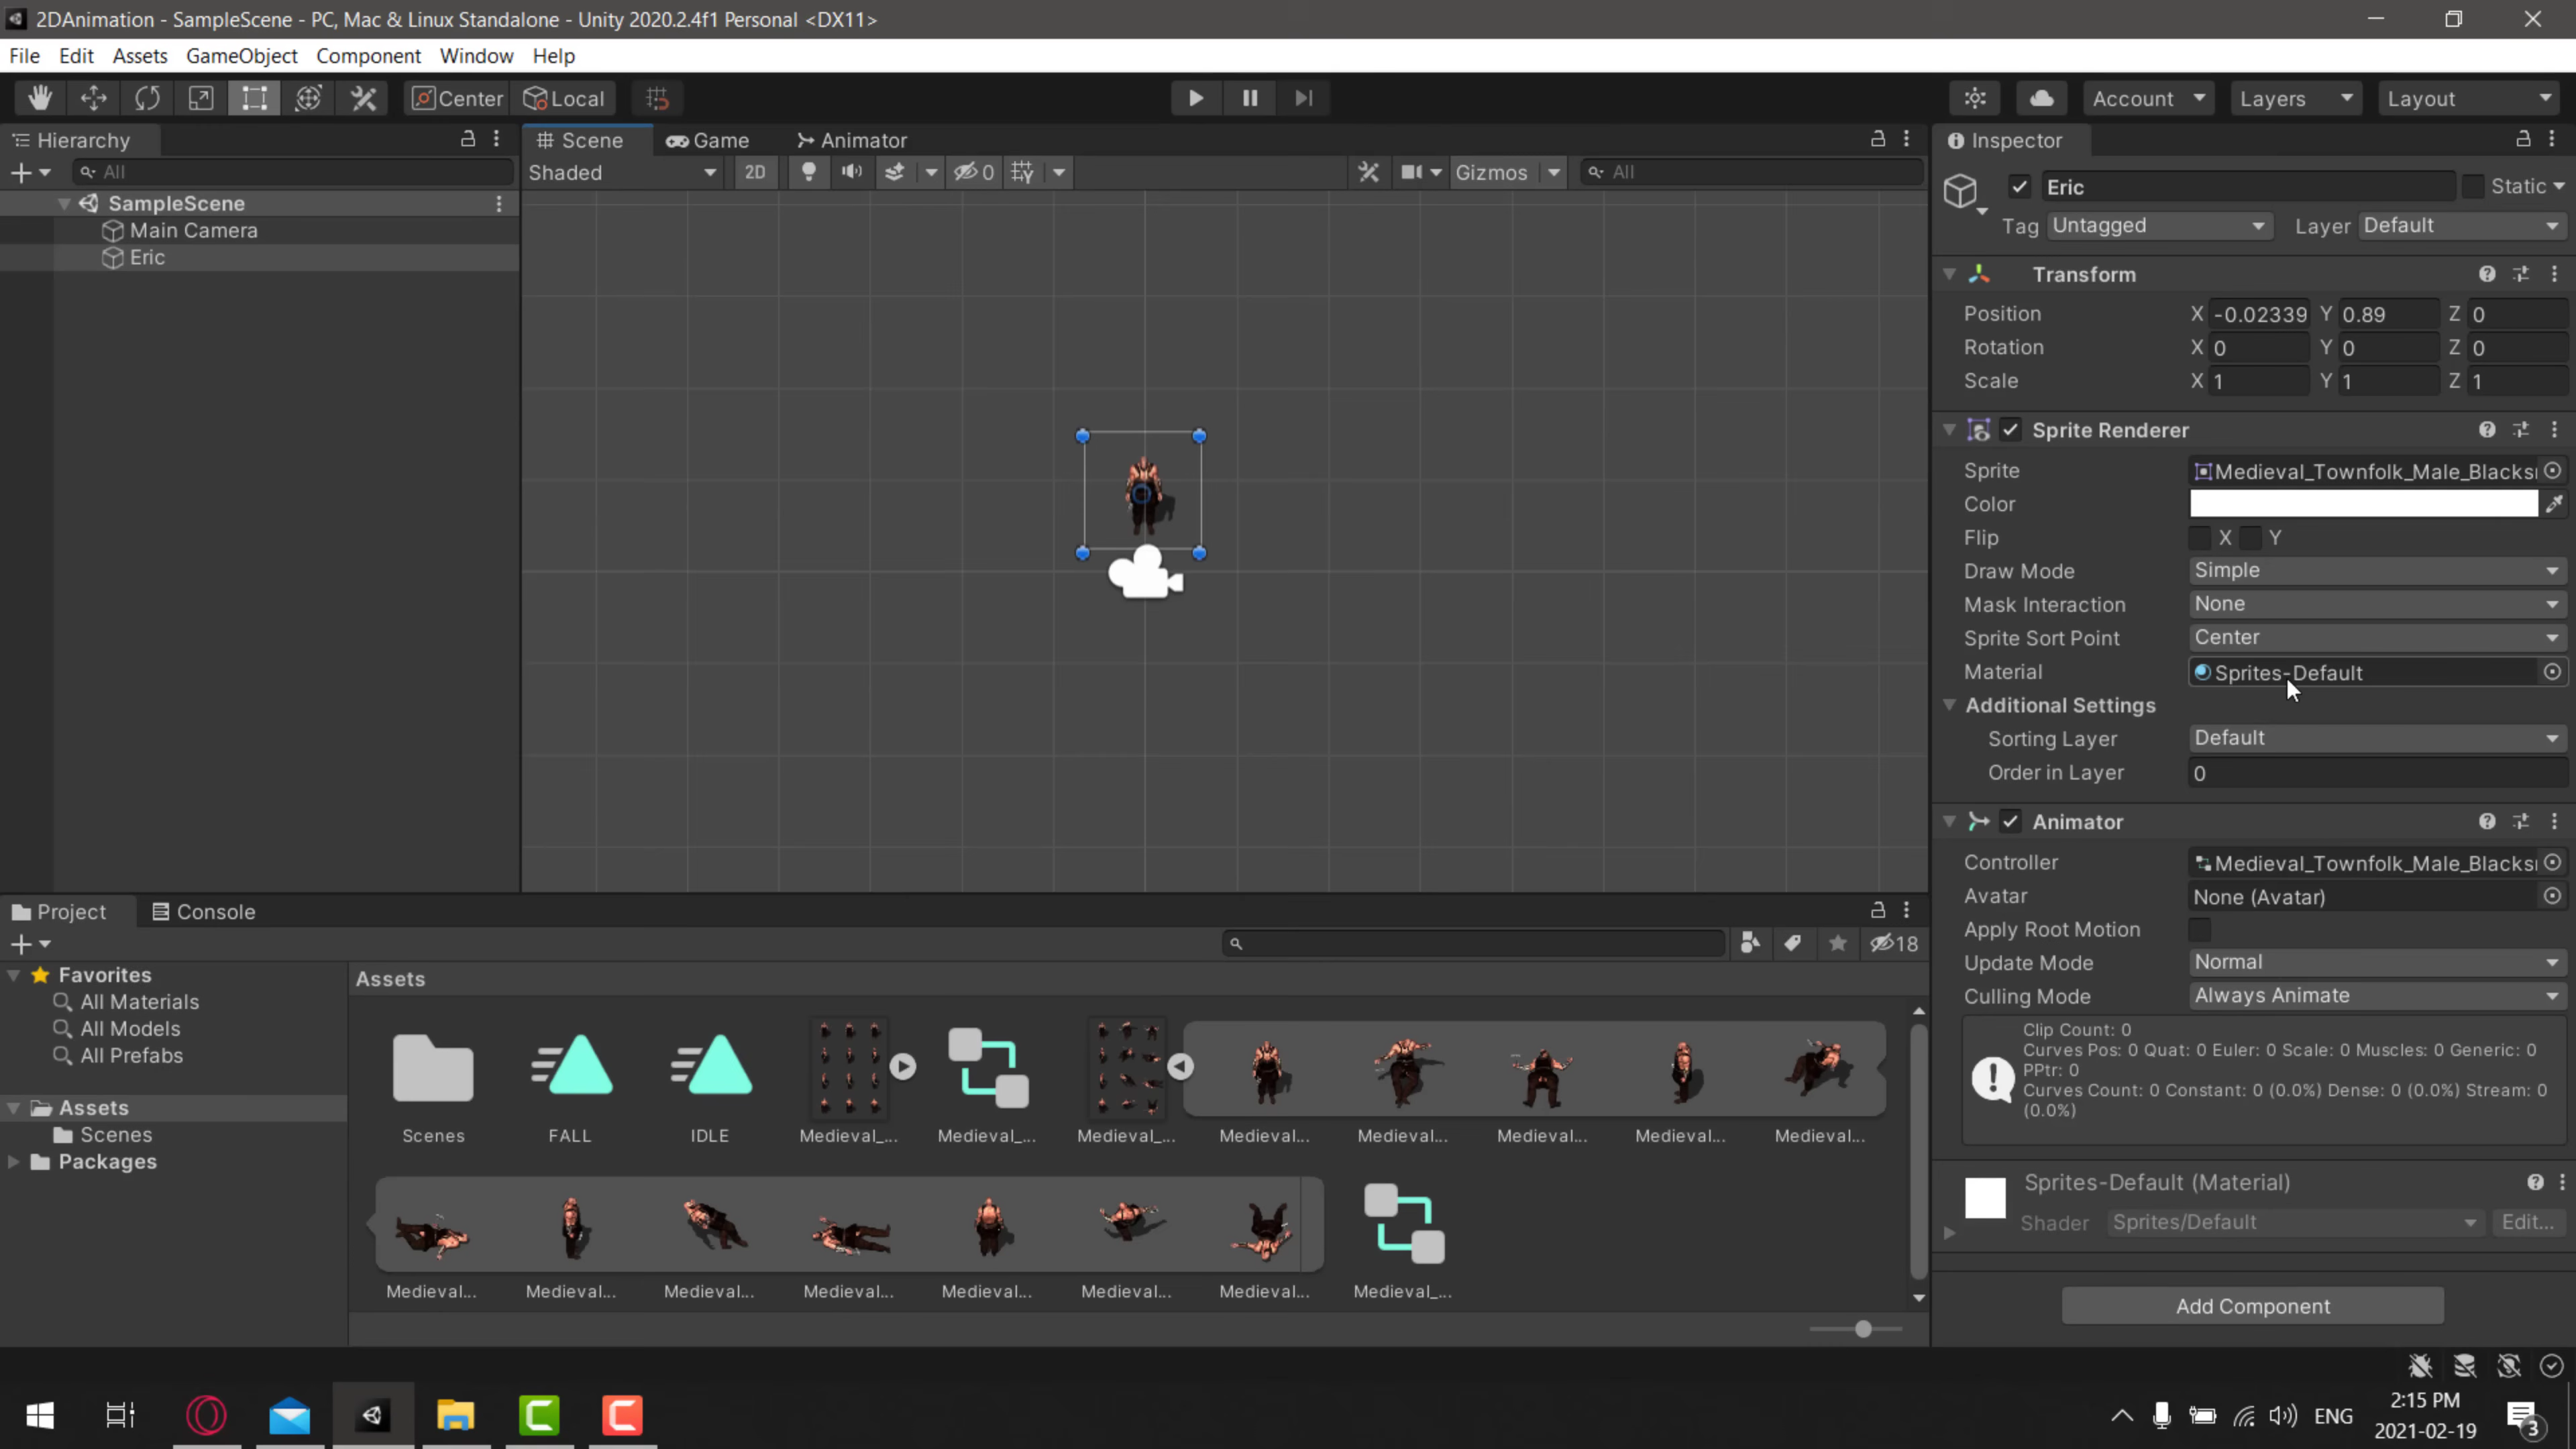 2DAnimation - SampleScene - PC, Mac & Linux Standalone - Unity 2020.2.4f1 Personal <DX11>
File Edit Assets GameObject Component Window Help
Center Local Account Layers Layout
Hierarchy
All
SampleScene
Main Camera
Eric
Scene Game Animator
Shaded 2D 0 Gizmos All
Inspector
Eric Static
Tag Untagged Layer Default
Transform
Position X -0.02339 Y 0.89 Z 0
Rotation X 0 Y 0 Z 0
Scale X 1 Y 1 Z 1
Sprite Renderer
Sprite Medieval_Townfolk_Male_Blacks
Color
Flip X Y
Draw Mode Simple
Mask Interaction None
Sprite Sort Point Center
Material Sprites-Default
Additional Settings
Sorting Layer Default
Order in Layer 0
Animator
Controller Medieval_Townfolk_Male_Blacks
Avatar None (Avatar)
Apply Root Motion
Update Mode Normal
Culling Mode Always Animate
Clip Count: 0
Curves Pos: 0 Quat: 0 Euler: 0 Scale: 0 Muscles: 0 Generic: 0
PPtr: 0
Curves Count: 0 Constant: 0 (0.0%) Dense: 0 (0.0%) Stream: 0
(0.0%)
Sprites-Default (Material)
Shader Sprites/Default Edit...
Add Component
Project Console
18
Favorites
All Materials
All Models
All Prefabs
Assets
Scenes
Packages
Assets
Scenes FALL IDLE Medieval_... Medieval_... Medieval_... Medieval... Medieval... Medieval... Medieval... Medieval...
Medieval... Medieval... Medieval... Medieval... Medieval... Medieval... Medieval... Medieval_...
ENG
2:15 PM
2021-02-19
3